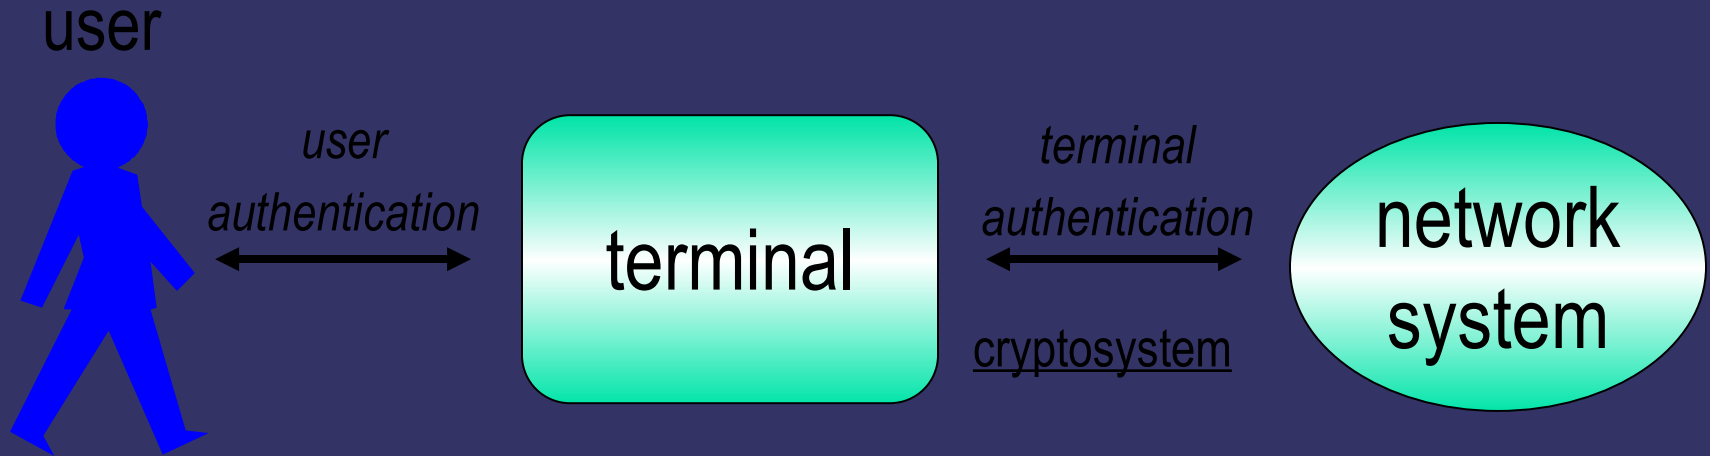 user
user
authentication
terminal
terminal
authentication
cryptosystem
network
system